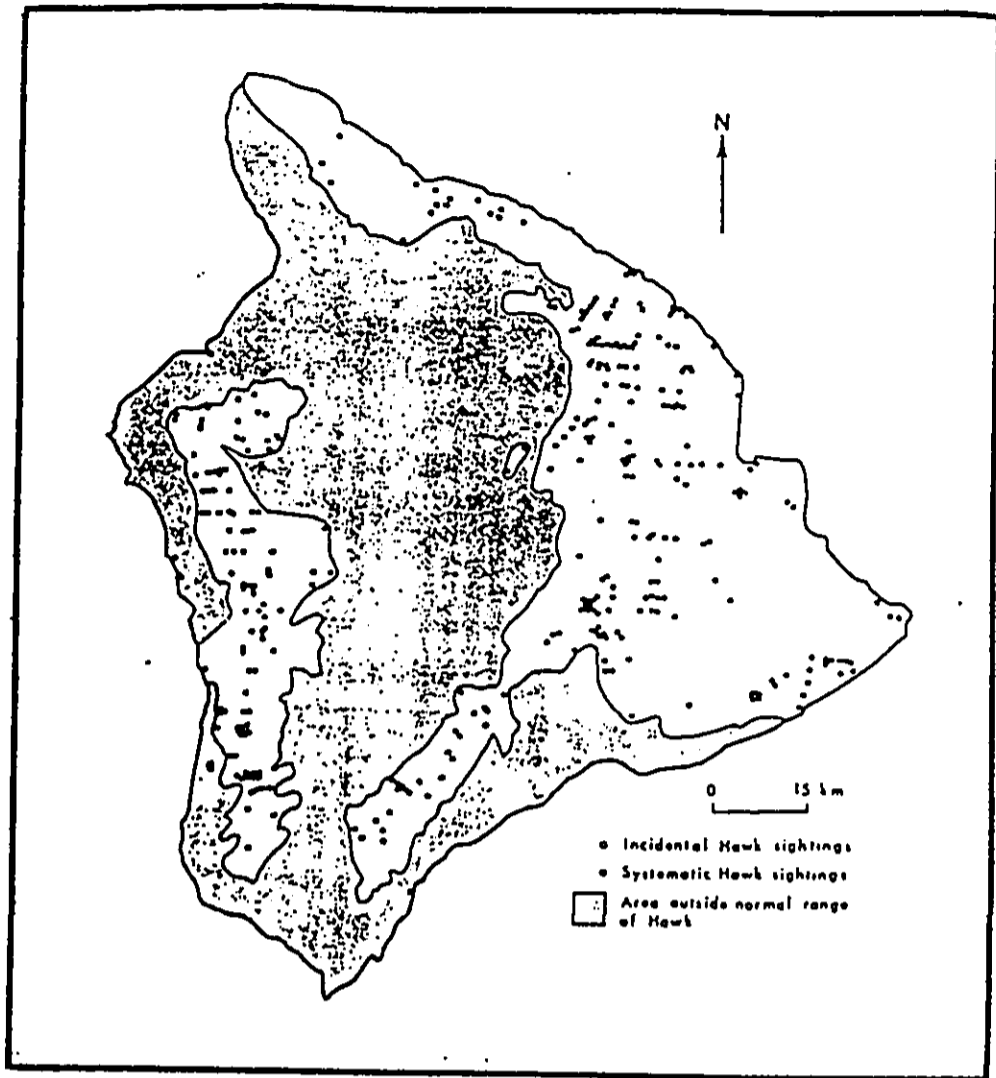 N
0 15 km
Incidental Hawk sightings
Systematic Hawk sightings
Area outside normal range
of Hawk